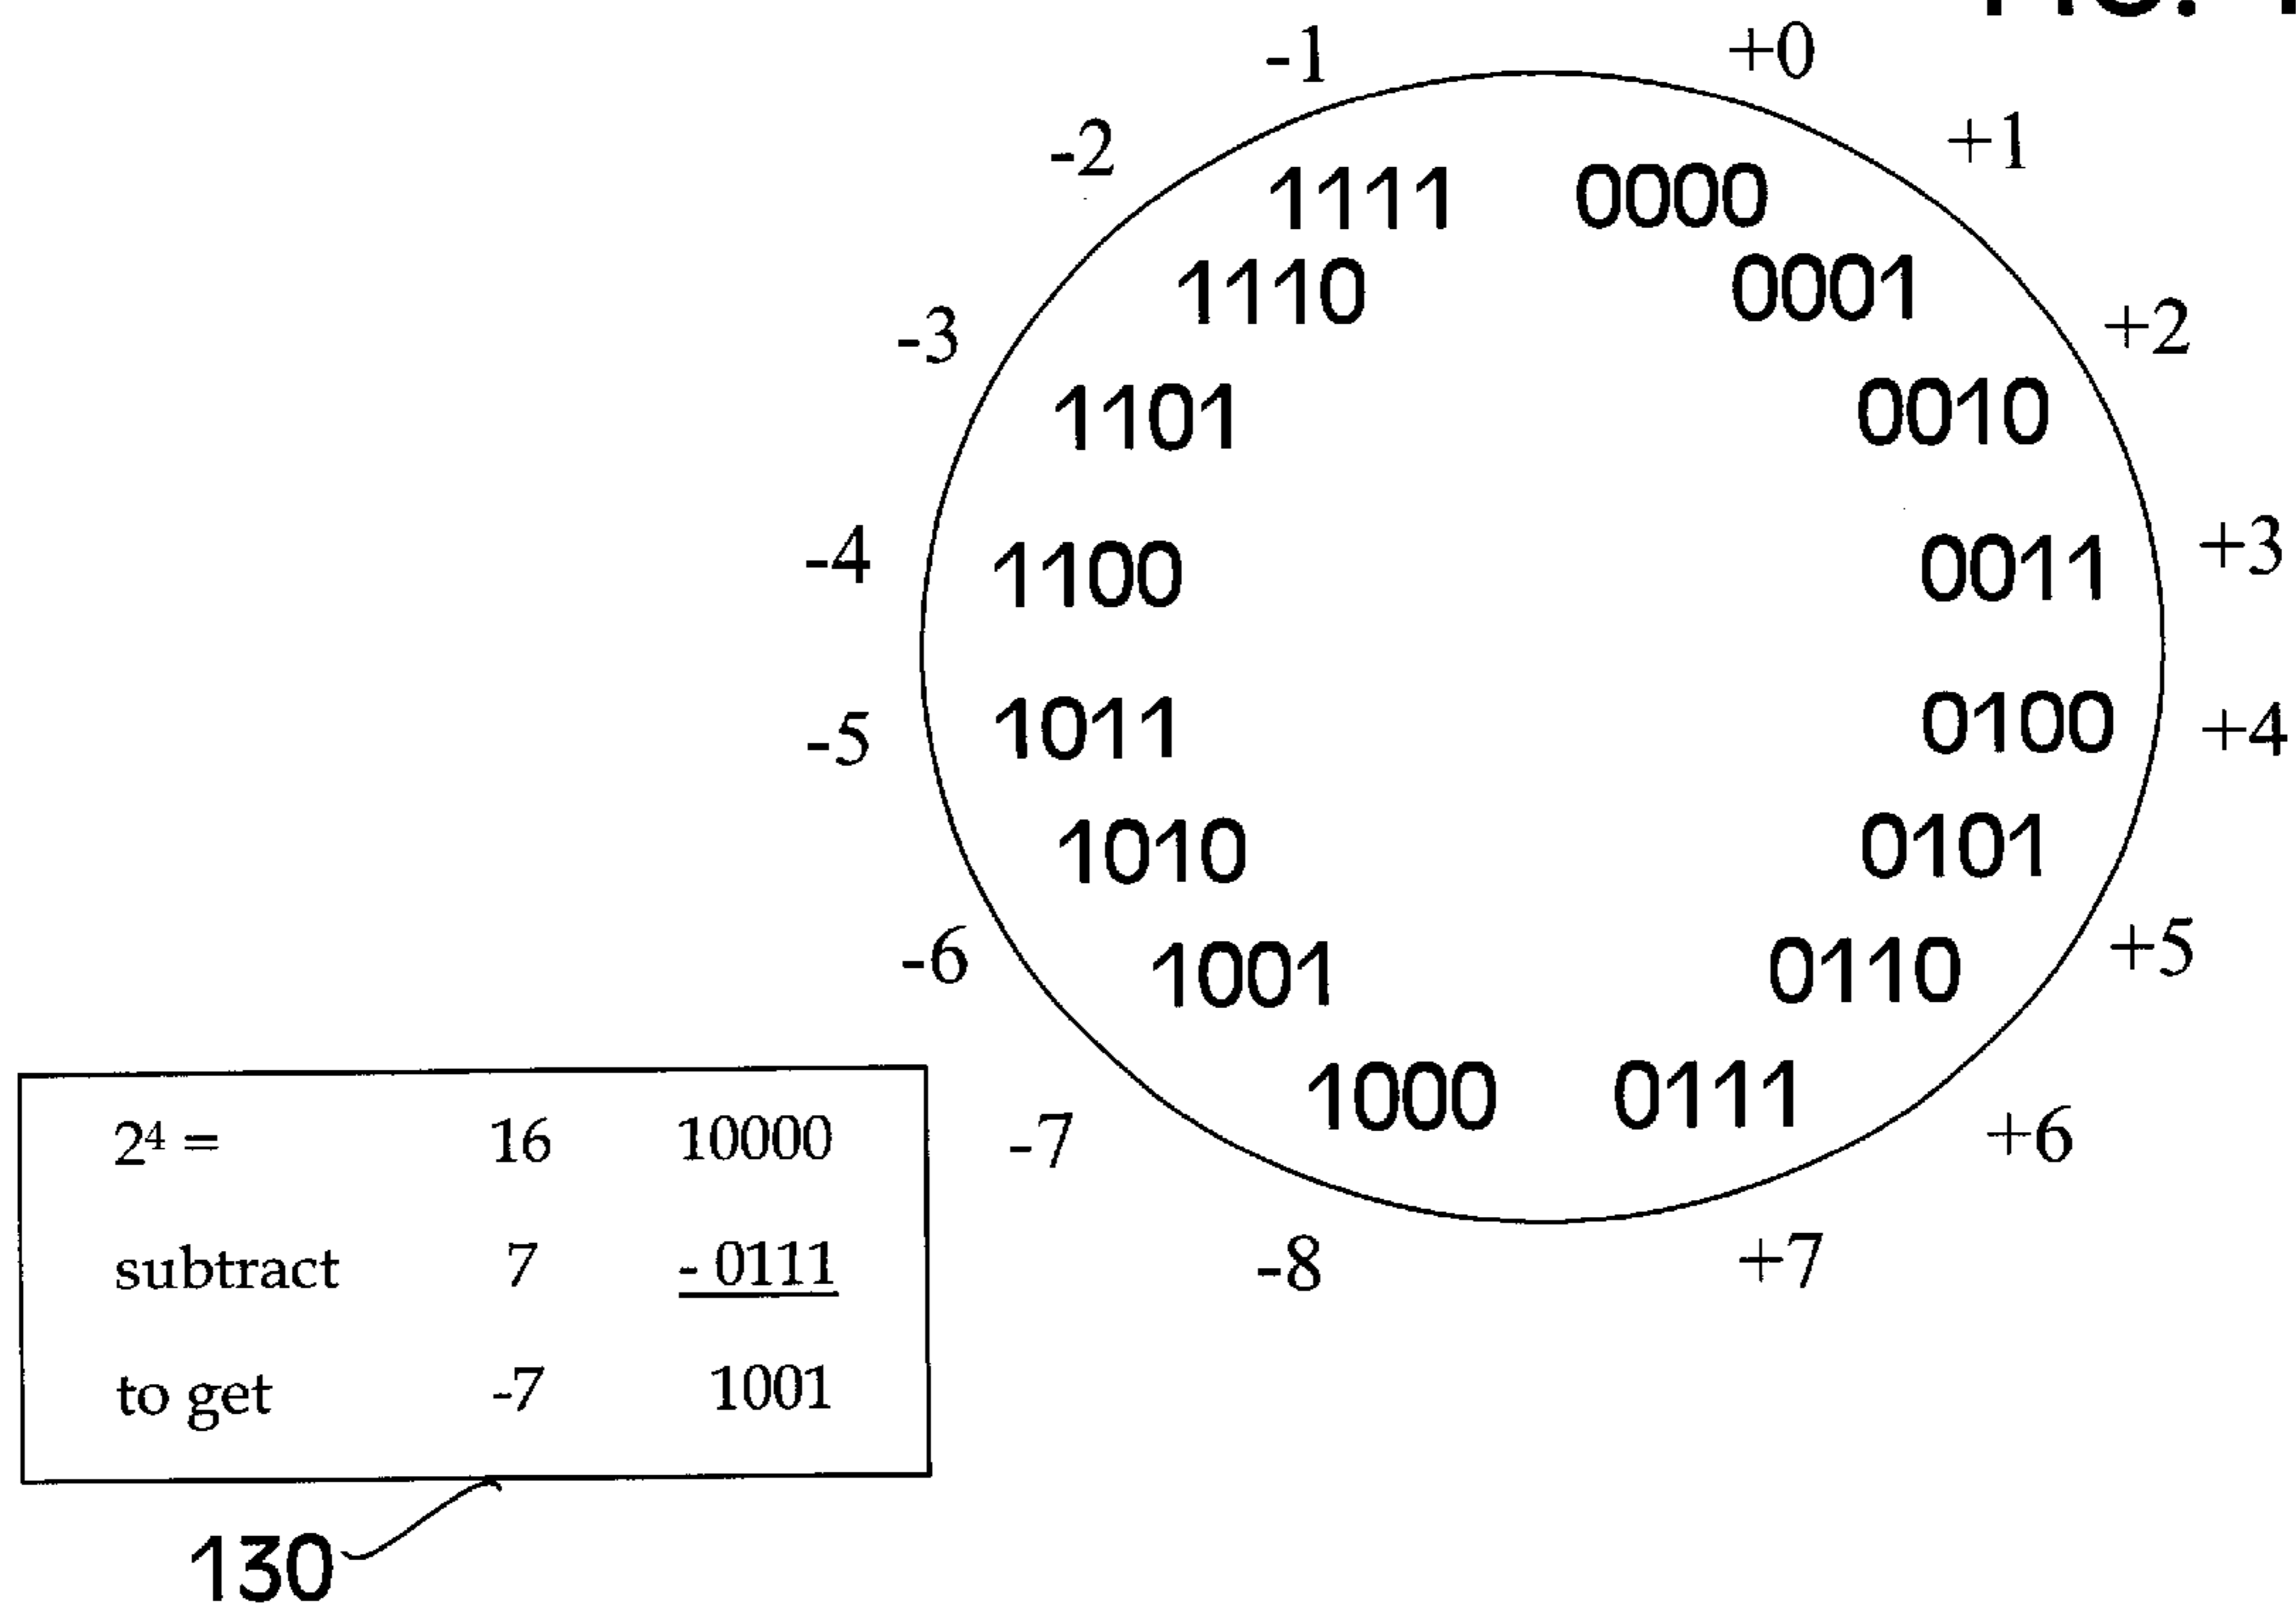 -1 +0
-2 +1
1111 0000
1110 0001
-3 +2
1101 0010
-4 1100 0011 +3
-5 1011 0100 +4
1010 0101
-6 1001 0110 +5
1000 0111
-7 +6
-8 +7
2⁴ = 16 10000
subtract 7 - 0111
to get -7 1001
130